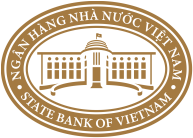 NGÂN HÀNG NHÀ NƯỚC VIỆT NAM
STATE BANK OF VIETNAM